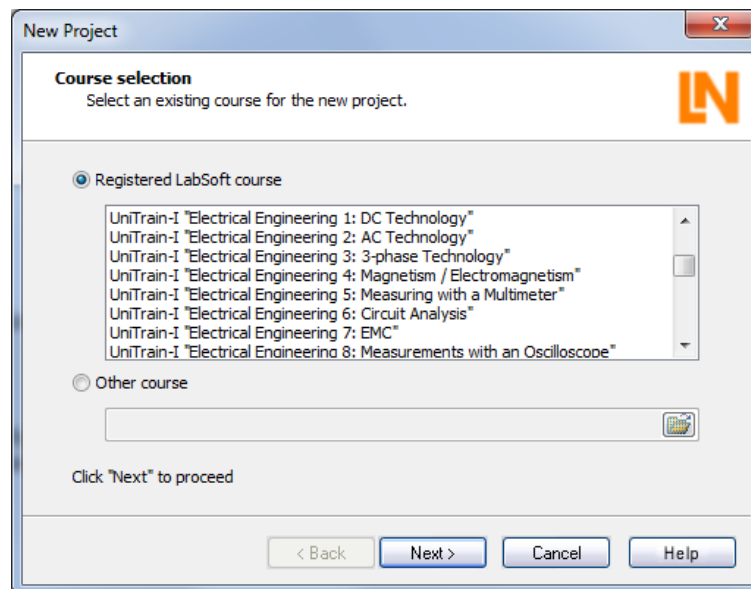 New Project
X
Course selection
Select an existing course for the new project.
LN
Registered LabSoft course
UniTrain-I "Electrical Engineering 1: DC Technology"
UniTrain-I "Electrical Engineering 2: AC Technology"
UniTrain-I "Electrical Engineering 3: 3-phase Technology"
UniTrain-I "Electrical Engineering 4: Magnetism / Electromagnetism"
UniTrain-I "Electrical Engineering 5: Measuring with a Multimeter"
UniTrain-I "Electrical Engineering 6: Circuit Analysis"
UniTrain-I "Electrical Engineering 7: EMC"
UniTrain-I "Electrical Engineering 8: Measurements with an Oscilloscope"
Other course
Click "Next" to proceed
< Back Next > Cancel Help